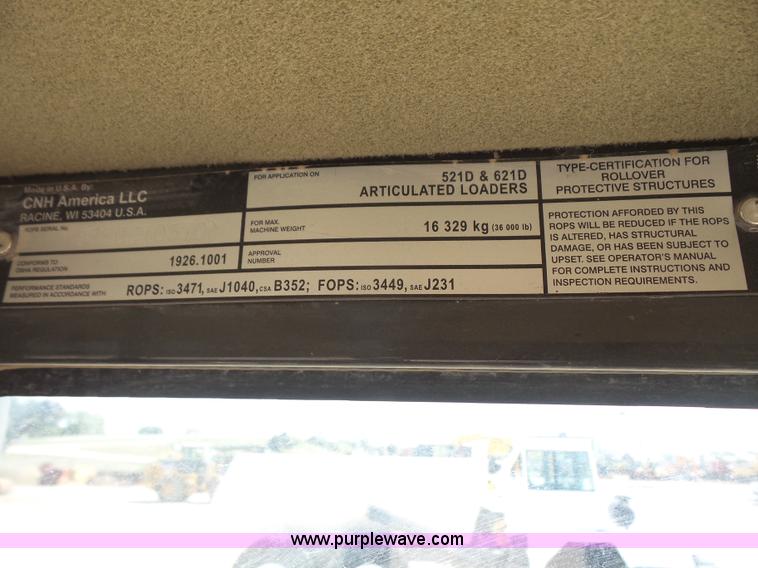 Made in U.S.A. By:
CNH America LLC
RACINE, WI 53404 U.S.A.
ROPS SERIAL No.
CONFORMS TO
OSHA REGULATION
1926.1001
FOR APPLICATION ON
521D & 621D
ARTICULATED LOADERS
FOR MAX.
MACHINE WEIGHT
16 329 kg (36 000 lb)
APPROVAL
NUMBER
PERFORMANCE STANDARDS
MEASURED IN ACCORDANCE WITH
ROPS: ISO 3471, SAE J1040, CSA B352; FOPS: ISO 3449, SAE J231
TYPE-CERTIFICATION FOR
ROLLOVER
PROTECTIVE STRUCTURES
PROTECTION AFFORDED BY THIS
ROPS WILL BE REDUCED IF THE ROPS
IS ALTERED, HAS STRUCTURAL
DAMAGE, OR HAS BEEN SUBJECT TO
UPSET. SEE OPERATOR'S MANUAL
FOR COMPLETE INSTRUCTIONS AND
INSPECTION REQUIREMENTS.
www.purplewave.com